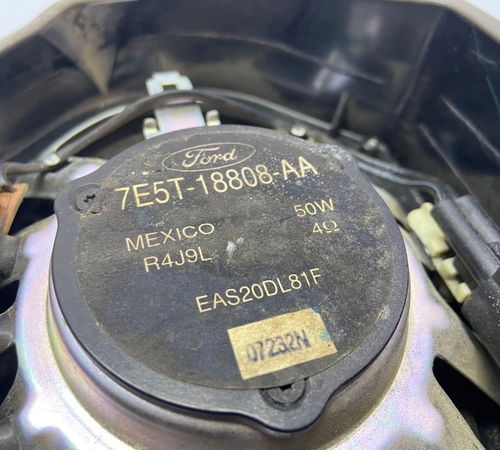 Ford
7E5T-18808-AA
MEXICO 50W
R4J9L 4Ω
EAS20DL81F
07232N